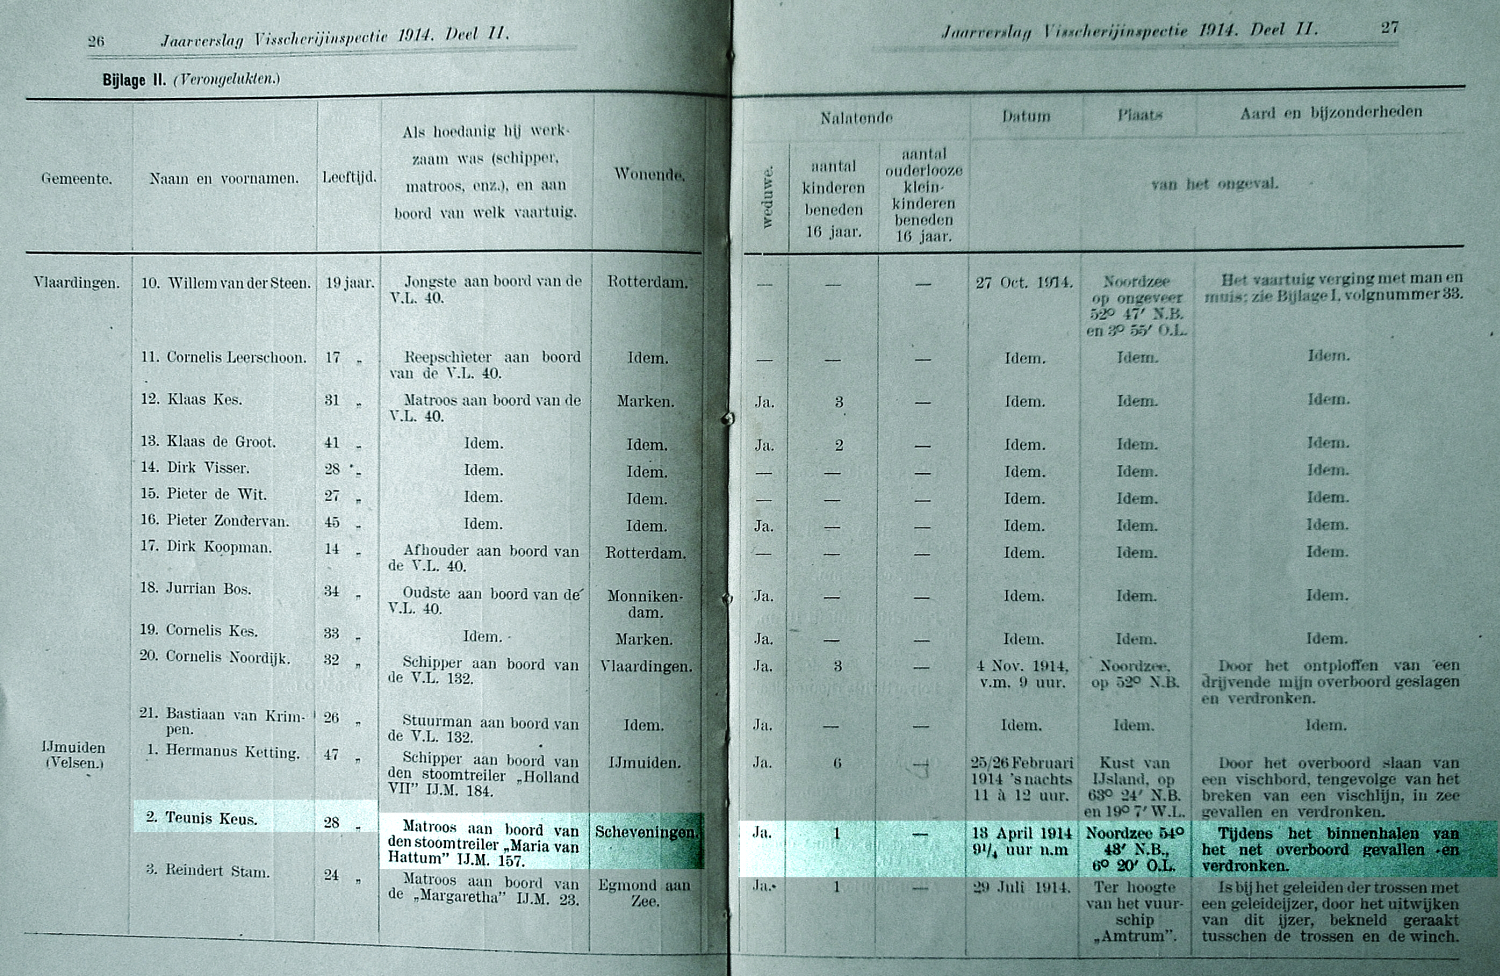 26 Jaarverslag Visscherijinspectie 1914. Deel II.
Bijlage II. (Verongelukten.)
Gemeente.
Naam en voornamen.
Leeftijd.
Als hoedanig hij werk-
zaam was (schipper,
matroos, enz.), en aan
boord van welk vaartuig.
Wonende.
Vlaardingen. 10. Willem van der Steen. 19 jaar. Jongste aan boord van de Rotterdam.
V.L. 40.
11. Cornelis Leerschoon. 17 „ Reepschieter aan boord Idem.
van de V.L. 40.
12. Klaas Kes. 31 „ Matroos aan boord van de Marken.
V.L. 40.
13. Klaas de Groot. 41 „ Idem. Idem.
14. Dirk Visser. 28 „ Idem. Idem.
15. Pieter de Wit. 27 „ Idem. Idem.
16. Pieter Zondervan. 45 „ Idem. Idem.
17. Dirk Koopman. 14 „ Afhouder aan boord van Rotterdam.
de V.L. 40.
18. Jurrian Bos. 34 „ Oudste aan boord van de Monniken-
V.L. 40. dam.
19. Cornelis Kes. 33 „ Idem. Marken.
20. Cornelis Noordijk. 32 „ Schipper aan boord van Vlaardingen.
de V.L. 132.
21. Bastiaan van Krim- 26 „ Stuurman aan boord van Idem.
pen. de V.L. 132.
IJmuiden 1. Hermanus Ketting. 47 „ Schipper aan boord van IJmuiden.
(Velsen.) den stoomtreiler „Holland
VII" IJ.M. 184.
2. Teunis Keus. 28 „ Matroos aan boord van Scheveningen.
den stoomtreiler „Maria van
Hattum" IJ.M. 157.
3. Reindert Stam. 24 „ Matroos aan boord van Egmond aan
de „Margaretha" IJ.M. 23. Zee.
Jaarverslag Visscherijinspectie 1914. Deel II. 27
Nalatende
Datum
Plaats
Aard en bijzonderheden
weduwe.
aantal
kinderen
beneden
16 jaar.
aantal
ouderlooze
klein-
kinderen
beneden
16 jaar.
van het ongeval.
— — — 27 Oct. 1914. Noordzee Het vaartuig verging met man en
op ongeveer muis; zie Bijlage I, volgnummer 33.
52° 47′ N.B.
en 3° 55′ O.L.
— — — Idem. Idem. Idem.
Ja. 3 — Idem. Idem. Idem.
Ja. 2 — Idem. Idem. Idem.
— — — Idem. Idem. Idem.
— — — Idem. Idem. Idem.
Ja. — — Idem. Idem. Idem.
— — — Idem. Idem. Idem.
Ja. — — Idem. Idem. Idem.
Ja. — — Idem. Idem. Idem.
Ja. 3 — 4 Nov. 1914, Noordzee, Door het ontploffen van een
v.m. 9 uur. op 52° N.B. drijvende mijn overboord geslagen
en verdronken.
Ja. — — Idem. Idem. Idem.
Ja. 6 — 25/26 Februari Kust van Door het overboord slaan van
1914 's nachts IJsland, op een vischbord, tengevolge van het
11 à 12 uur. 63° 24′ N.B. breken van een vischlijn, in zee
en 19° 7′ W.L. gevallen en verdronken.
Ja. 1 — 13 April 1914 Noordzee 54° Tijdens het binnenhalen van
9¼ uur n.m 48′ N.B., het net overboord gevallen en
6° 20′ O.L. verdronken.
Ja. 1 — 29 Juli 1914. Ter hoogte Is bij het geleiden der trossen met
van het vuur- een geleideijzer, door het uitwijken
schip van dit ijzer, bekneld geraakt
„Amtrum". tusschen de trossen en de winch.